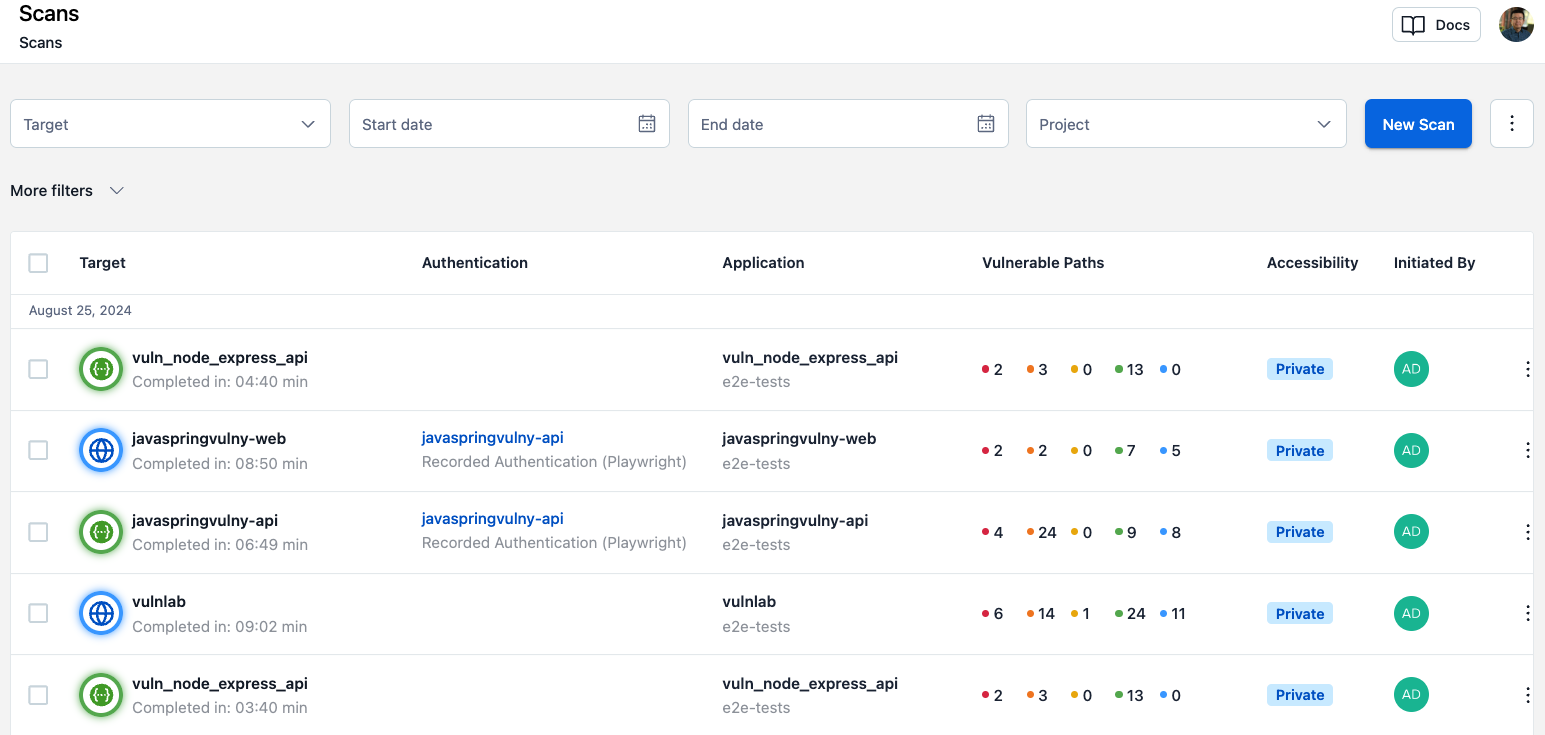 Scans
Scans
Docs
Target
Start date
End date
Project
New Scan
More filters
Target Authentication Application Vulnerable Paths Accessibility Initiated By
August 25, 2024
vuln_node_express_api vuln_node_express_api
Completed in: 04:40 min e2e-tests
2 3 0 13 0 Private AD
javaspringvulny-web javaspringvulny-api javaspringvulny-web
Completed in: 08:50 min Recorded Authentication (Playwright) e2e-tests
2 2 0 7 5 Private AD
javaspringvulny-api javaspringvulny-api javaspringvulny-api
Completed in: 06:49 min Recorded Authentication (Playwright) e2e-tests
4 24 0 9 8 Private AD
vulnlab vulnlab
Completed in: 09:02 min e2e-tests
6 14 1 24 11 Private AD
vuln_node_express_api vuln_node_express_api
Completed in: 03:40 min e2e-tests
2 3 0 13 0 Private AD